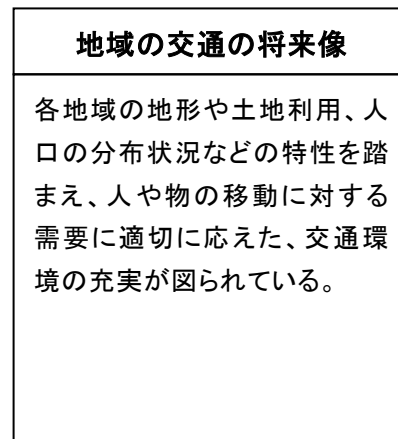 地域の交通の将来像
各地域の地形や土地利用、人
口の分布状況などの特性を踏
まえ、人や物の移動に対する
需要に適切に応えた、交通環
境の充実が図られている。